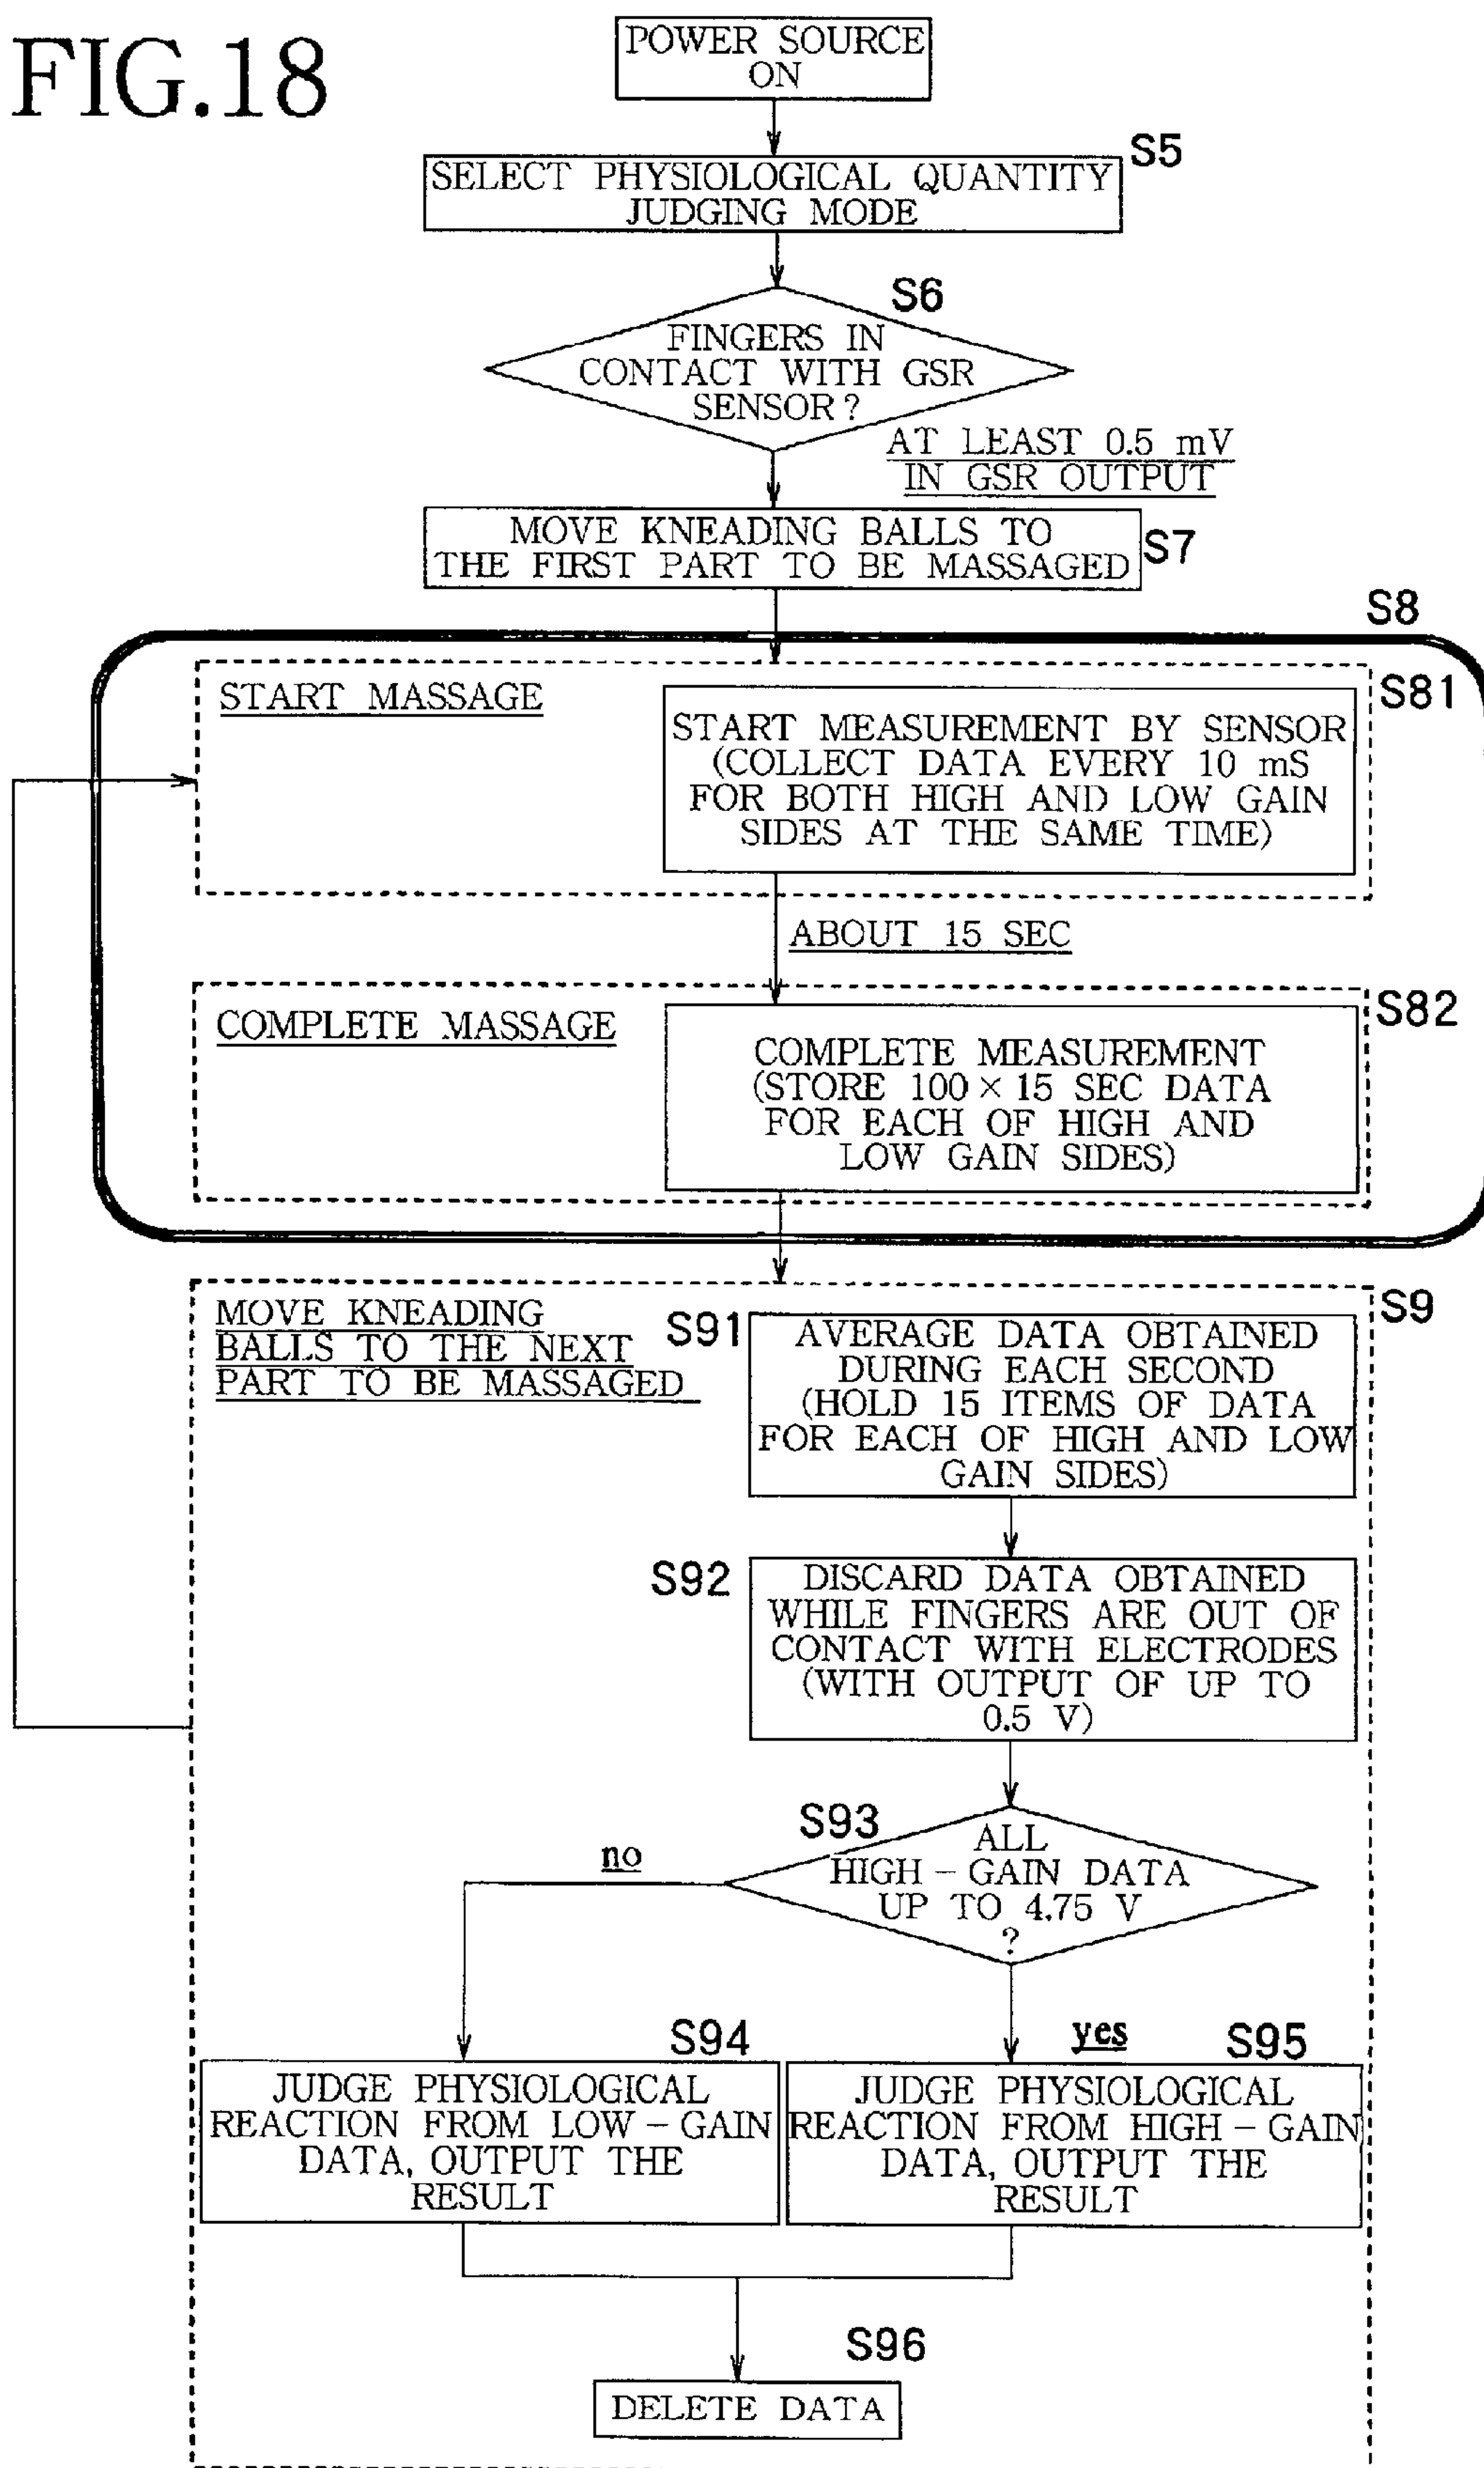 FIG.18
POWER SOURCE
ON
S5
SELECT PHYSIOLOGICAL QUANTITY
JUDGING MODE
S6
FINGERS IN
CONTACT WITH GSR
SENSOR ?
AT LEAST 0.5 mV
IN GSR OUTPUT
MOVE KNEADING BALLS TO
THE FIRST PART TO BE MASSAGED
S7
S8
START MASSAGE
S81
START MEASUREMENT BY SENSOR
(COLLECT DATA EVERY 10 mS
FOR BOTH HIGH AND LOW GAIN
SIDES AT THE SAME TIME)
ABOUT 15 SEC
COMPLETE MASSAGE
S82
COMPLETE MEASUREMENT
(STORE 100 × 15 SEC DATA
FOR EACH OF HIGH AND
LOW GAIN SIDES)
S9
MOVE KNEADING
BALLS TO THE NEXT
PART TO BE MASSAGED
S91
AVERAGE DATA OBTAINED
DURING EACH SECOND
(HOLD 15 ITEMS OF DATA
FOR EACH OF HIGH AND LOW
GAIN SIDES)
S92
DISCARD DATA OBTAINED
WHILE FINGERS ARE OUT OF
CONTACT WITH ELECTRODES
(WITH OUTPUT OF UP TO
0.5 V)
S93
ALL
HIGH – GAIN DATA
UP TO 4.75 V
?
no
yes
S94
JUDGE PHYSIOLOGICAL
REACTION FROM LOW – GAIN
DATA, OUTPUT THE
RESULT
S95
JUDGE PHYSIOLOGICAL
REACTION FROM HIGH – GAIN
DATA, OUTPUT THE
RESULT
S96
DELETE DATA